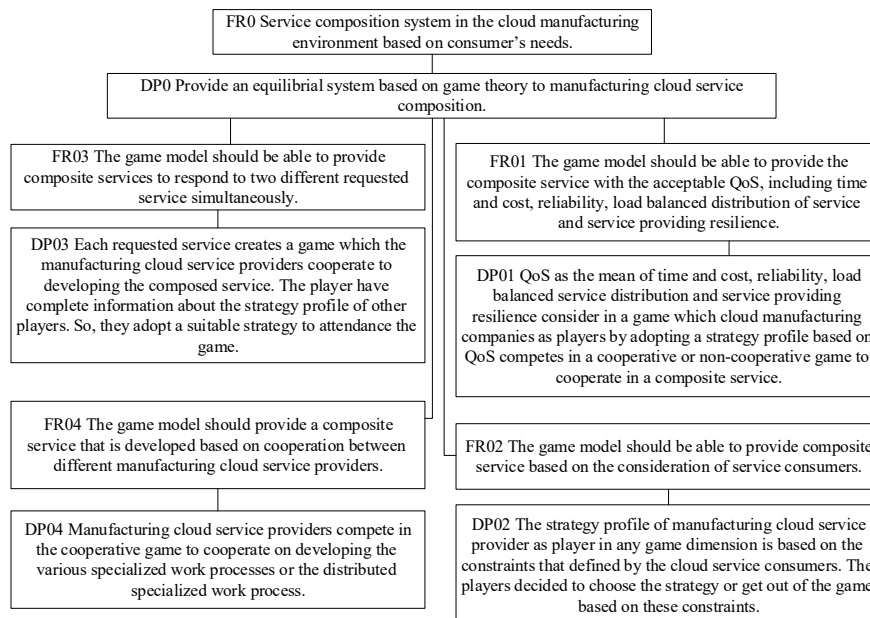 FR0 Service composition system in the cloud manufacturing
environment based on consumer's needs.
DP0 Provide an equilibrial system based on game theory to manufacturing cloud service
composition.
FR03 The game model should be able to provide
composite services to respond to two different requested
service simultaneously.
DP03 Each requested service creates a game which the
manufacturing cloud service providers cooperate to
developing the composed service. The player have
complete information about the strategy profile of other
players. So, they adopt a suitable strategy to attendance the
game.
FR04 The game model should provide a composite
service that is developed based on cooperation between
different manufacturing cloud service providers.
DP04 Manufacturing cloud service providers compete in
the cooperative game to cooperate on developing the
various specialized work processes or the distributed
specialized work process.
FR01 The game model should be able to provide the
composite service with the acceptable QoS, including time
and cost, reliability, load balanced distribution of service
and service providing resilience.
DP01 QoS as the mean of time and cost, reliability, load
balanced service distribution and service providing
resilience consider in a game which cloud manufacturing
companies as players by adopting a strategy profile based on
QoS competes in a cooperative or non-cooperative game to
cooperate in a composite service.
FR02 The game model should be able to provide composite
service based on the consideration of service consumers.
DP02 The strategy profile of manufacturing cloud service
provider as player in any game dimension is based on the
constraints that defined by the cloud service consumers. The
players decided to choose the strategy or get out of the game
based on these constraints.